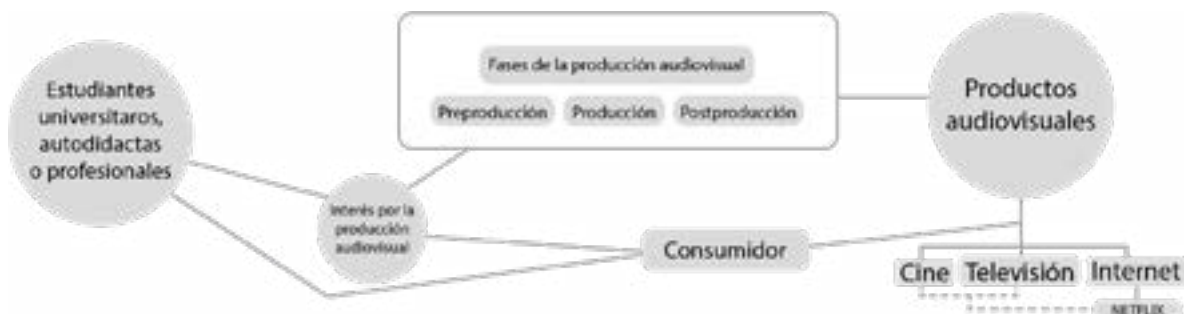 Estudiantes
universitaros,
autodidactas
o profesionales
Interés por la
producción
audiovisual
Fases de la producción audiovisual
Preproducción
Producción
Postproducción
Consumidor
Productos
audiovisuales
Cine
Televisión
Internet
NETFLIX